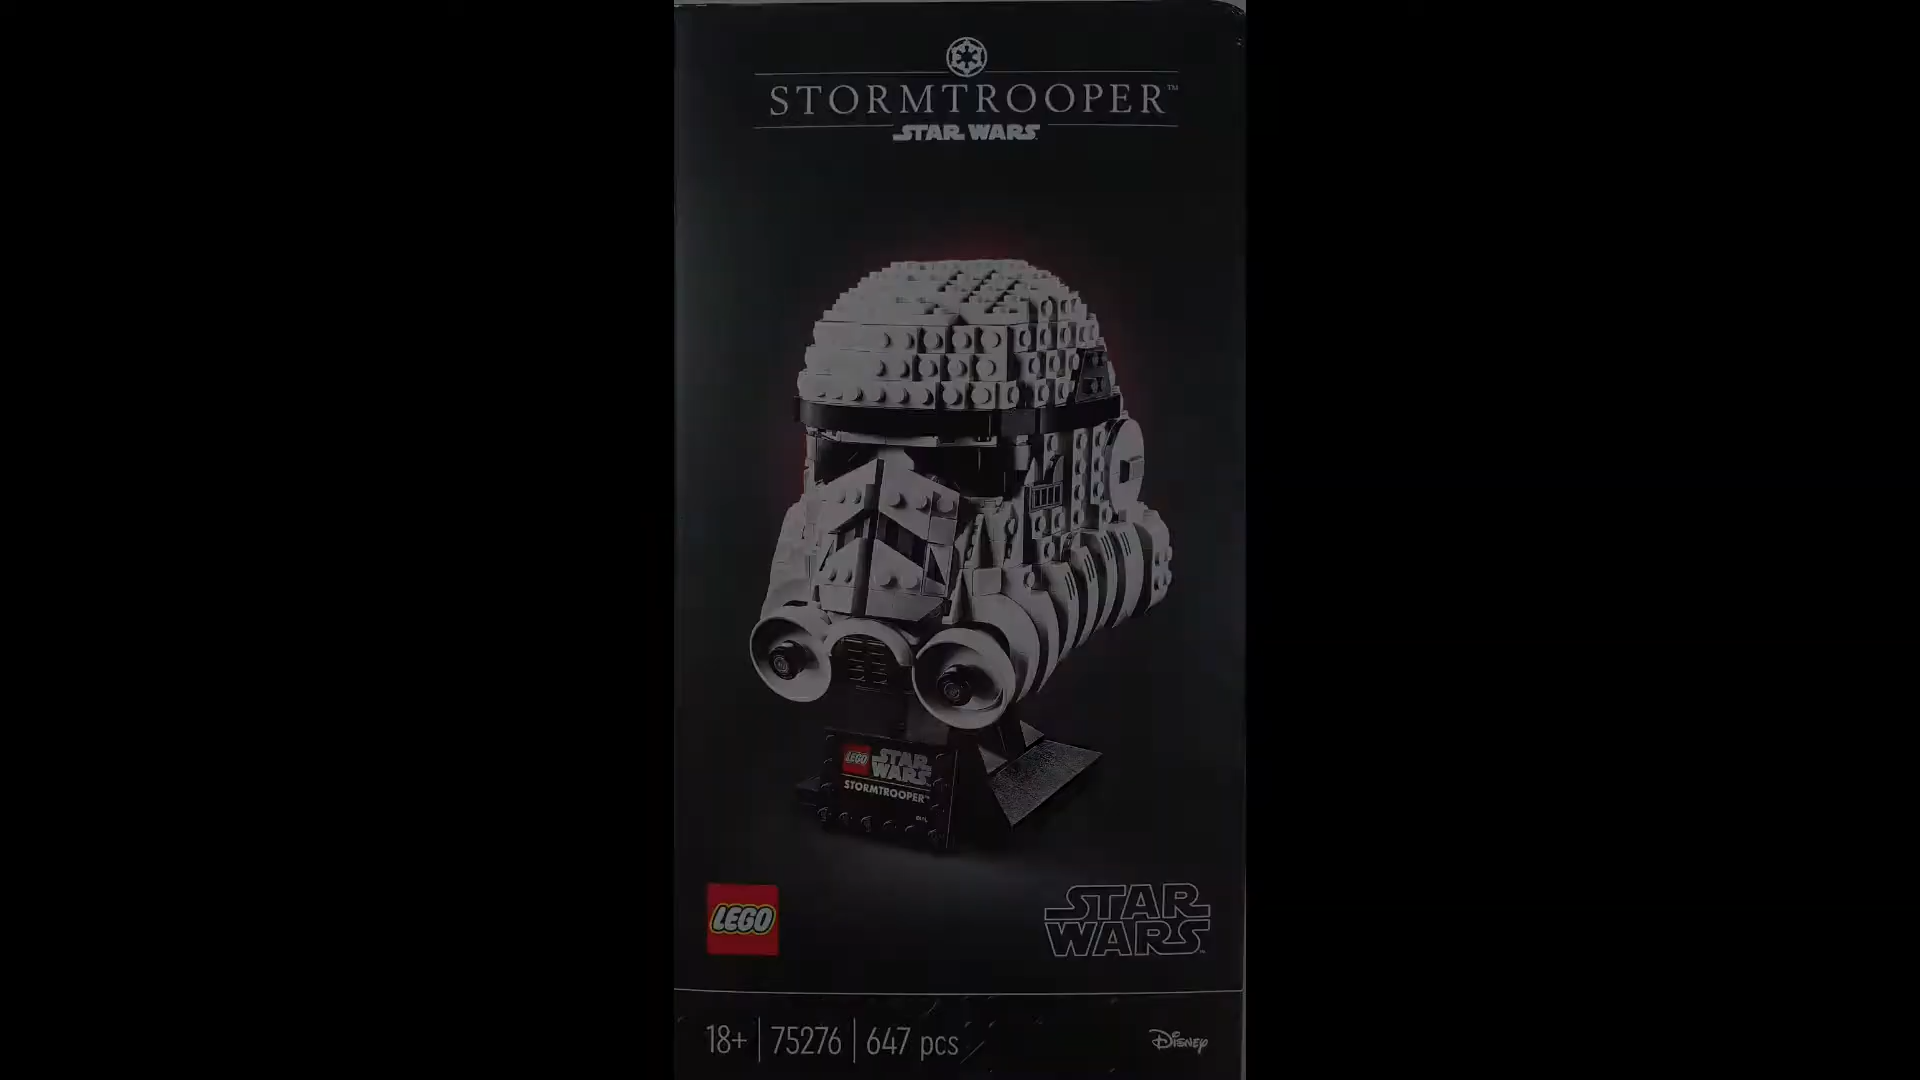 STORMTROOPER™
STAR WARS
LEGO STAR WARS
STORMTROOPER™
LEGO
STAR WARS
18+ | 75276 | 647 pcs
Disney